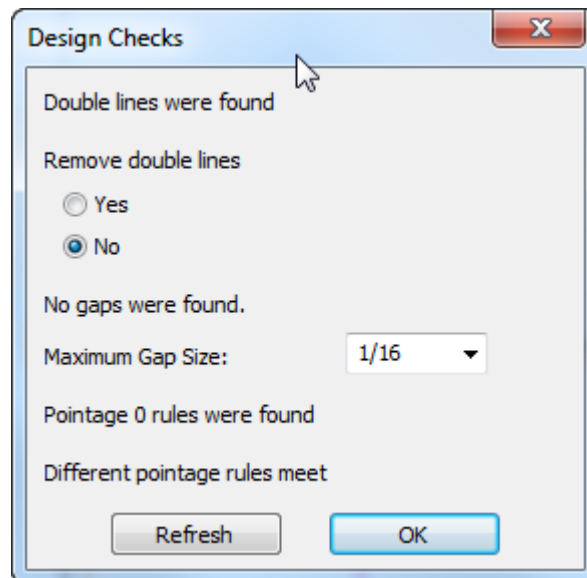 Design Checks
Double lines were found
Remove double lines
Yes
No
No gaps were found.
Maximum Gap Size: 1/16
Pointage 0 rules were found
Different pointage rules meet
Refresh OK